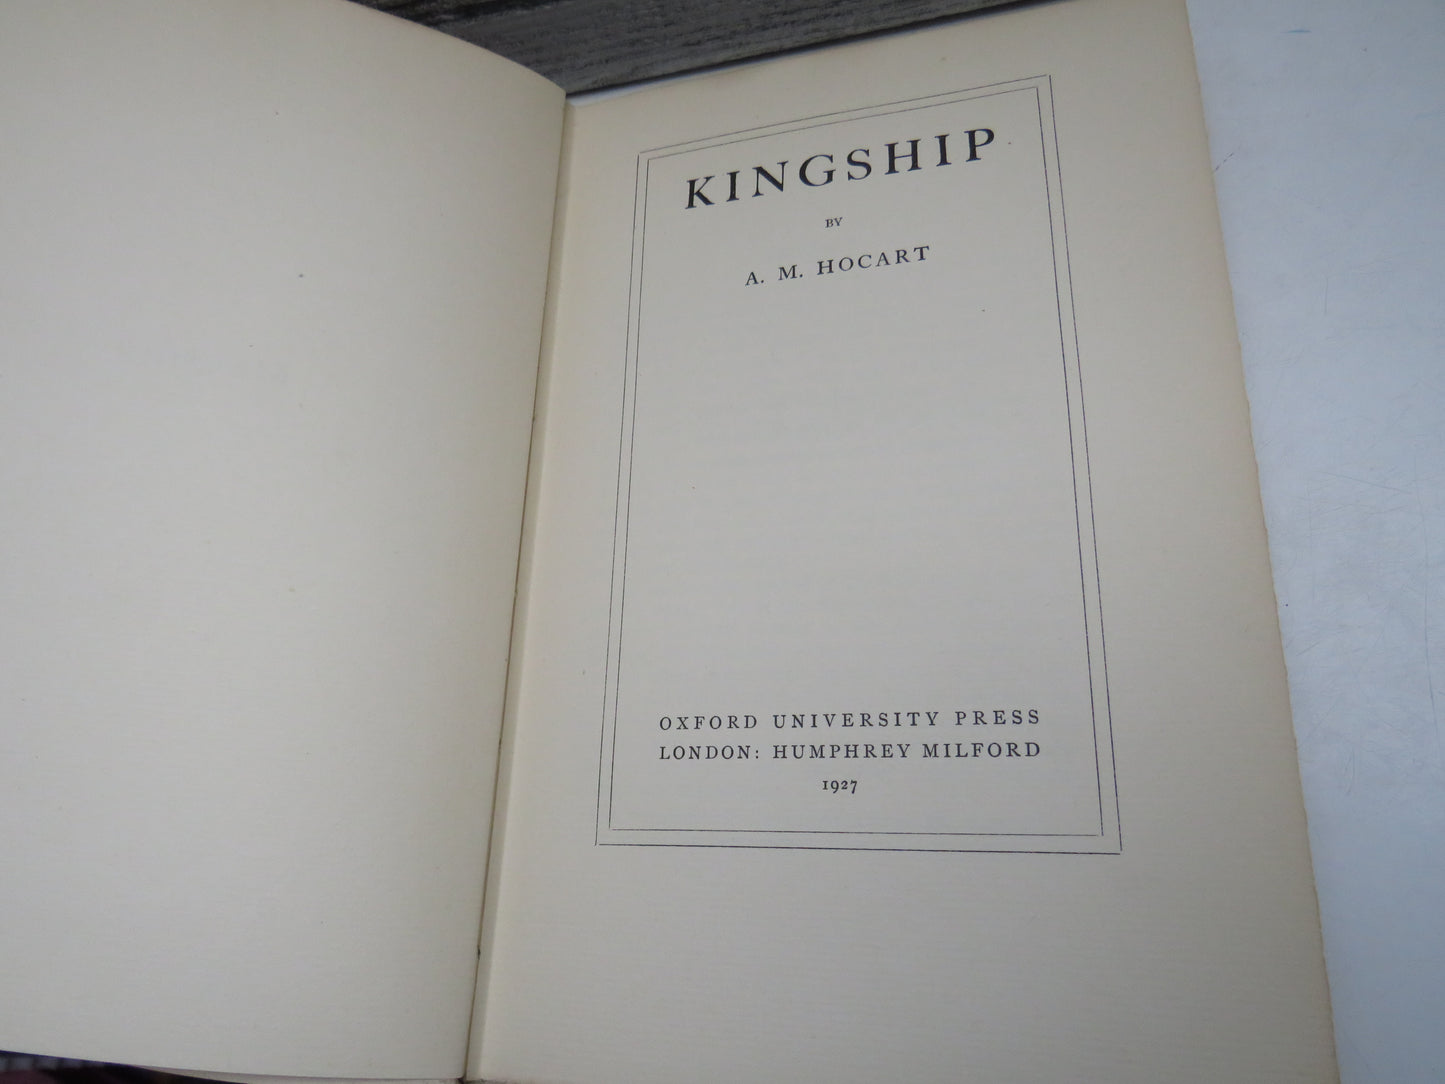 KINGSHIP
BY
A. M. HOCART
OXFORD UNIVERSITY PRESS
LONDON: HUMPHREY MILFORD
1927